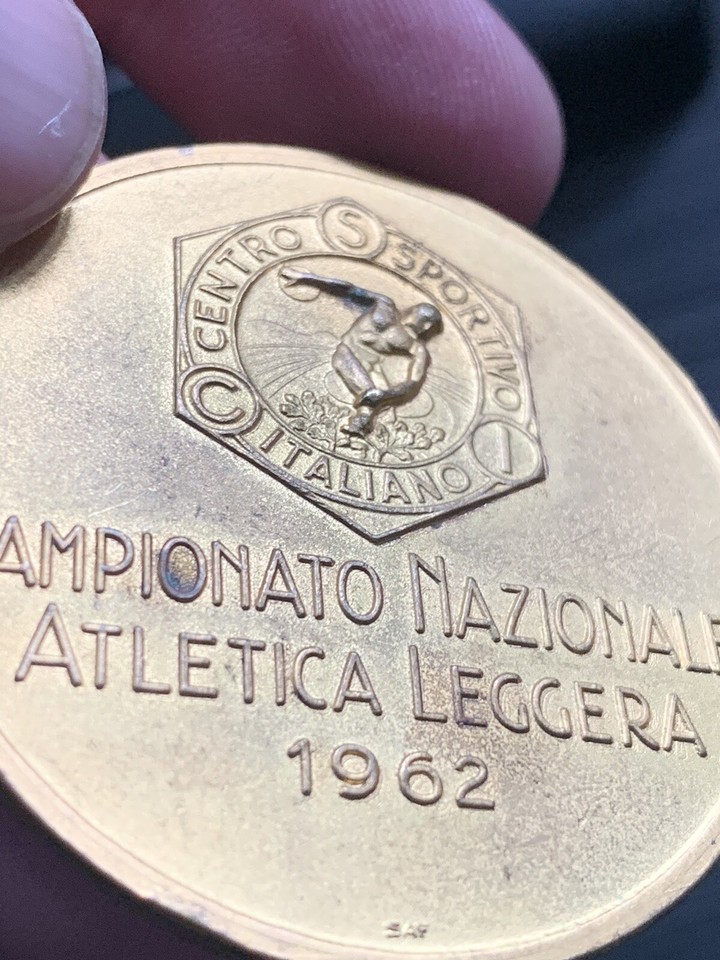 CENTRO SPORTIVO
ITALIANO
C S I
AMPIONATO NAZIONALE
ATLETICA LEGGERA
1962